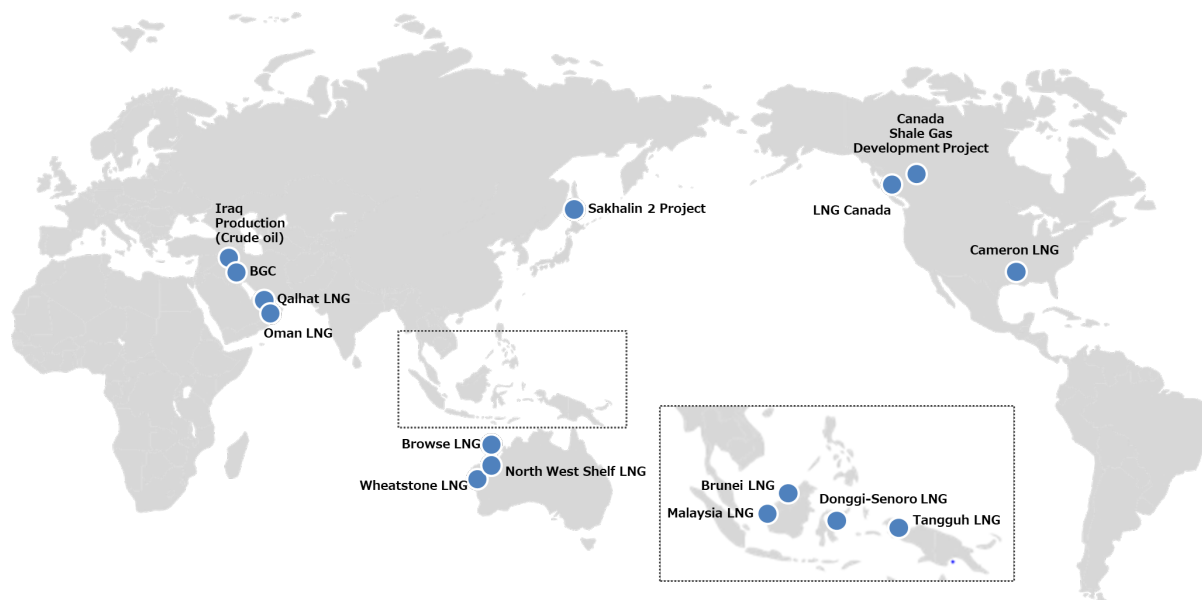 Canada
Shale Gas
Development Project
LNG Canada
Cameron LNG
Sakhalin 2 Project
Iraq
Production
(Crude oil)
BGC
Qalhat LNG
Oman LNG
Browse LNG
North West Shelf LNG
Wheatstone LNG
Brunei LNG
Malaysia LNG
Donggi-Senoro LNG
Tangguh LNG